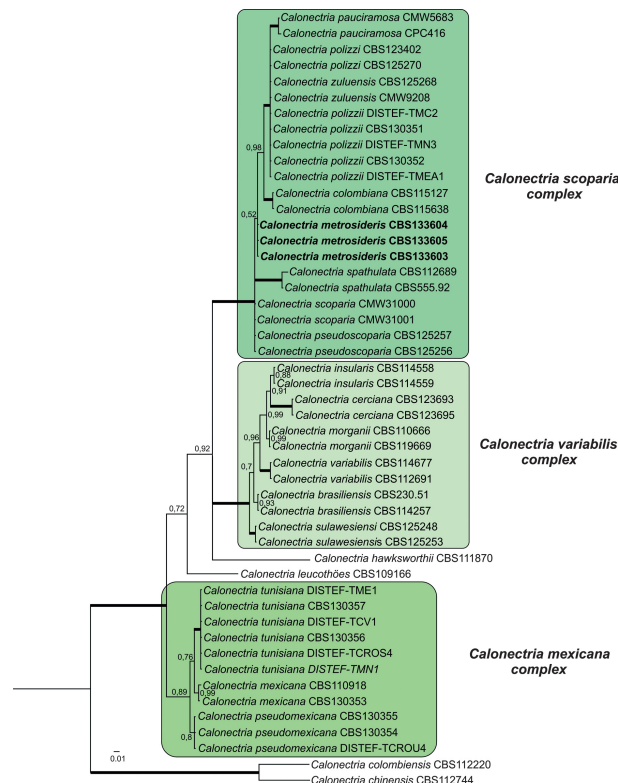 Calonectria pauciramosa CMW5683
Calonectria pauciramosa CPC416
Calonectria polizzi CBS123402
Calonectria polizzi CBS125270
Calonectria zuluensis CBS125268
Calonectria zuluensis CMW9208
Calonectria polizzii DISTEF-TMC2
Calonectria polizzii CBS130351
0,98
Calonectria polizzii DISTEF-TMN3
Calonectria polizzii CBS130352
Calonectria polizzii DISTEF-TMEA1
Calonectria scoparia
complex
Calonectria colombiana CBS115127
Calonectria colombiana CBS115638
0,52
Calonectria metrosideris CBS133604
Calonectria metrosideris CBS133605
Calonectria metrosideris CBS133603
Calonectria spathulata CBS112689
Calonectria spathulata CBS555.92
Calonectria scoparia CMW31000
Calonectria scoparia CMW31001
Calonectria pseudoscoparia CBS125257
Calonectria pseudoscoparia CBS125256
Calonectria insularis CBS114558
0,88
Calonectria insularis CBS114559
0,91
Calonectria cerciana CBS123693
0,99
Calonectria cerciana CBS123695
Calonectria morganii CBS110666
0,96
0,99
Calonectria morganii CBS119669
Calonectria variabilis
complex
0,92
0,7
Calonectria variabilis CBS114677
Calonectria variabilis CBS112691
Calonectria brasiliensis CBS230.51
0,93
Calonectria brasiliensis CBS114257
0,72
Calonectria sulawesiensi CBS125248
Calonectria sulawesiensis CBS125253
Calonectria hawksworthii CBS111870
Calonectria leucothöes CBS109166
Calonectria tunisiana DISTEF-TME1
Calonectria tunisiana CBS130357
Calonectria tunisiana DISTEF-TCV1
Calonectria tunisiana CBS130356
0,76
Calonectria tunisiana DISTEF-TCROS4
Calonectria tunisiana DISTEF-TMN1
Calonectria mexicana
complex
0,89
0,99
Calonectria mexicana CBS110918
Calonectria mexicana CBS130353
Calonectria pseudomexicana CBS130355
Calonectria pseudomexicana CBS130354
0,8
Calonectria pseudomexicana DISTEF-TCROU4
0.01
Calonectria colombiensis CBS112220
Calonectria chinensis CBS112744